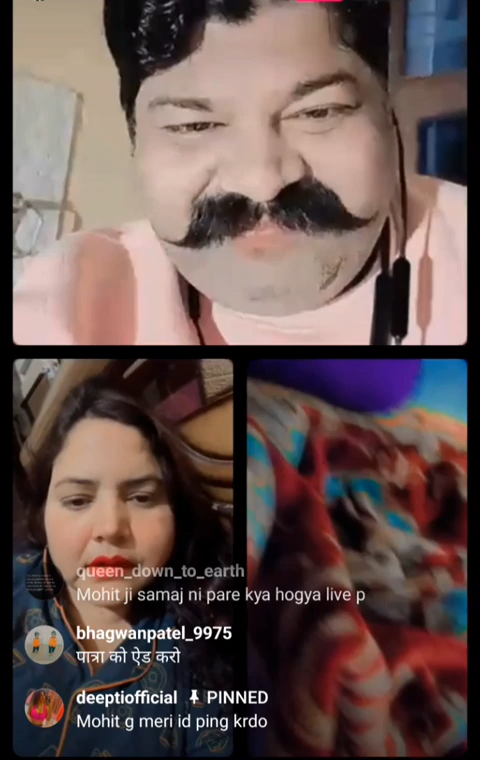 queen_down_to_earth
Mohit ji samaj ni pare kya hogya live p
bhagwanpatel_9975
पात्रा को ऐड करो
deeptiofficial PINNED
Mohit g meri id ping krdo